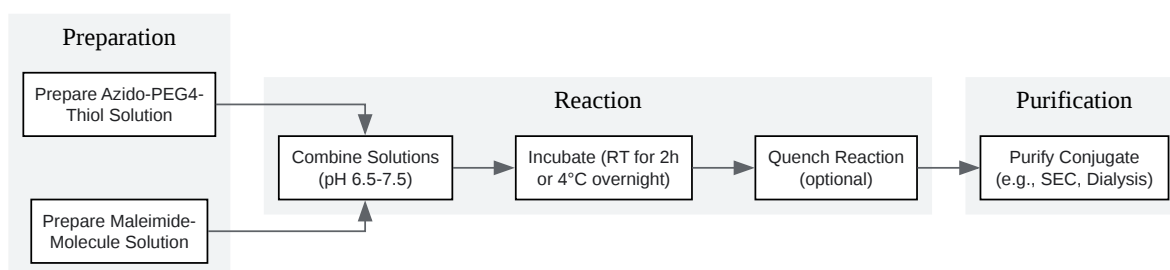 Preparation
Prepare Azido-PEG4-
Thiol Solution
Prepare Maleimide-
Molecule Solution
Reaction
Combine Solutions
(pH 6.5-7.5)
Incubate (RT for 2h
or 4°C overnight)
Quench Reaction
(optional)
Purification
Purify Conjugate
(e.g., SEC, Dialysis)